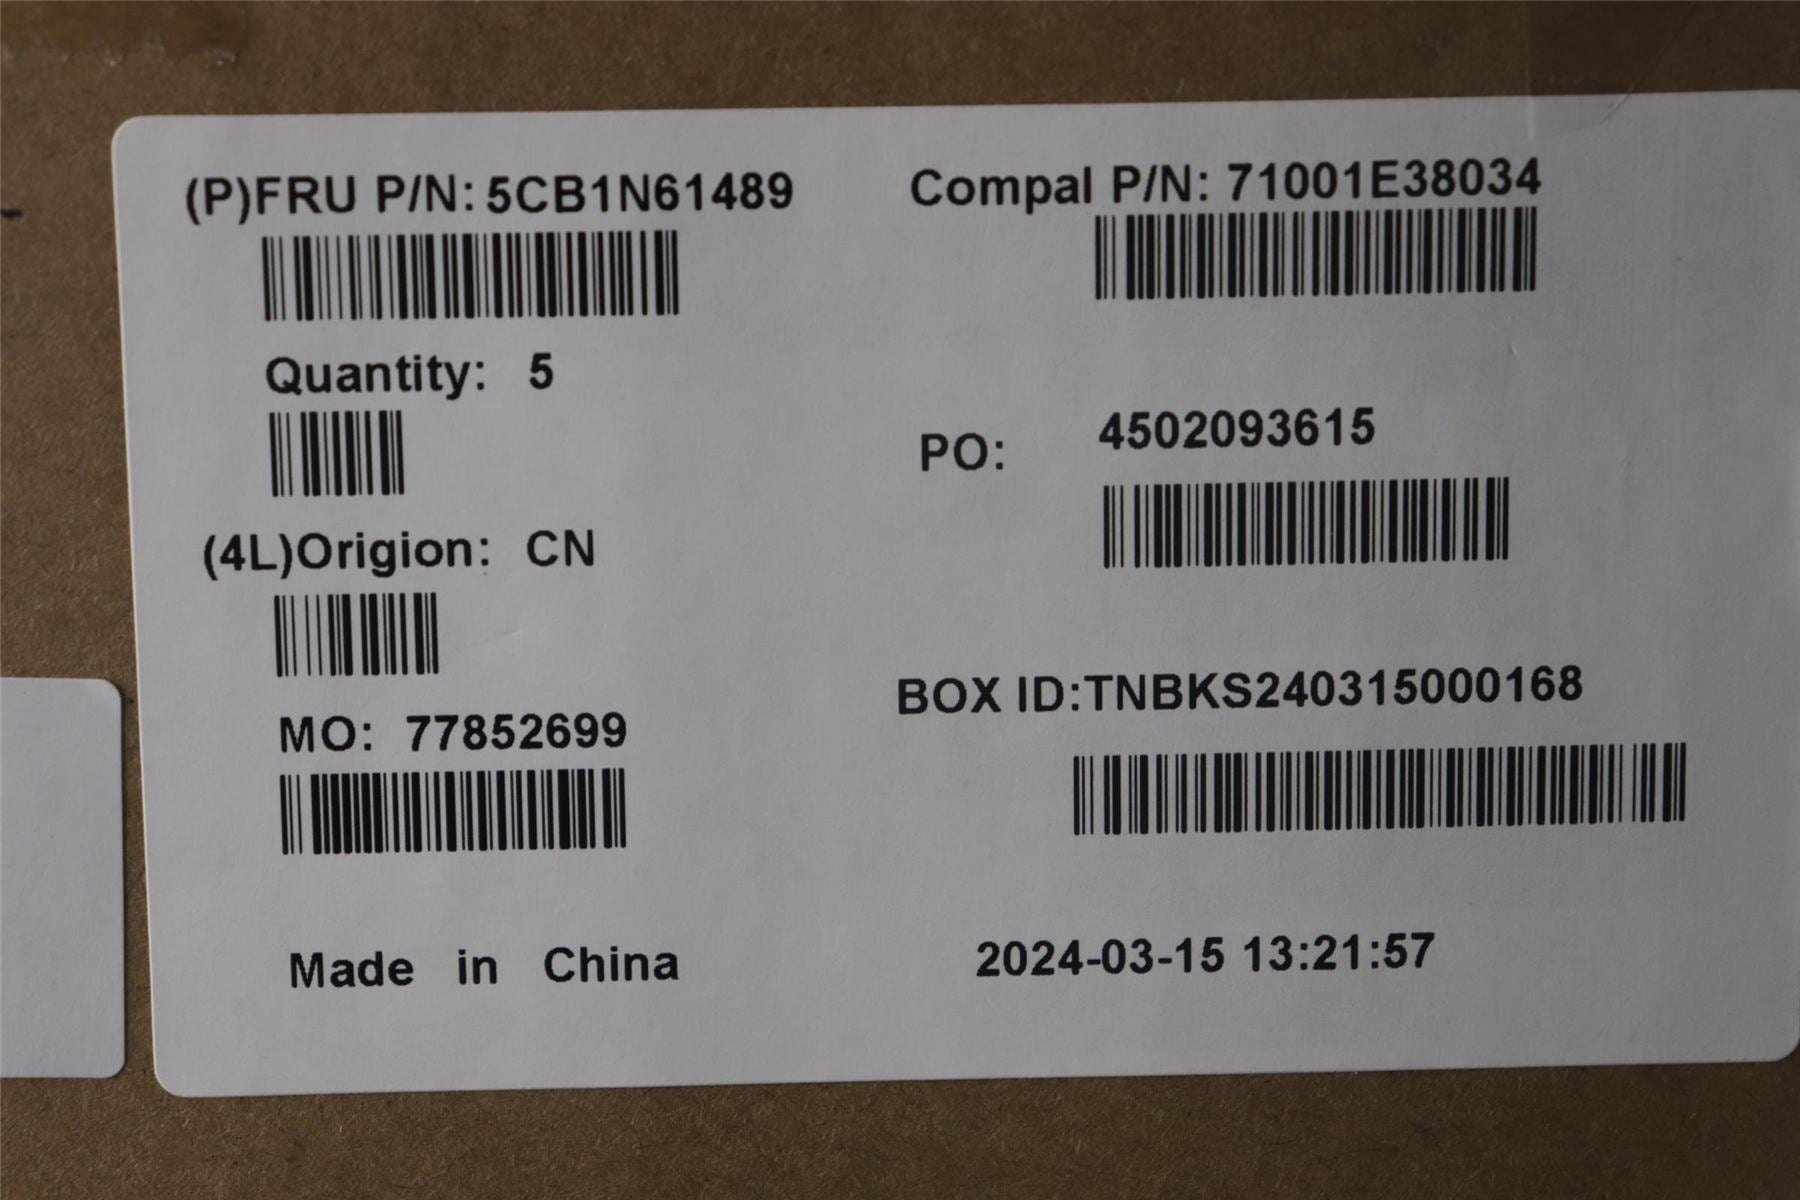 (P)FRU P/N: 5CB1N61489
Compal P/N: 71001E38034
Quantity: 5
PO: 4502093615
(4L)Origion: CN
BOX ID:TNBKS240315000168
MO: 77852699
Made in China
2024-03-15 13:21:57